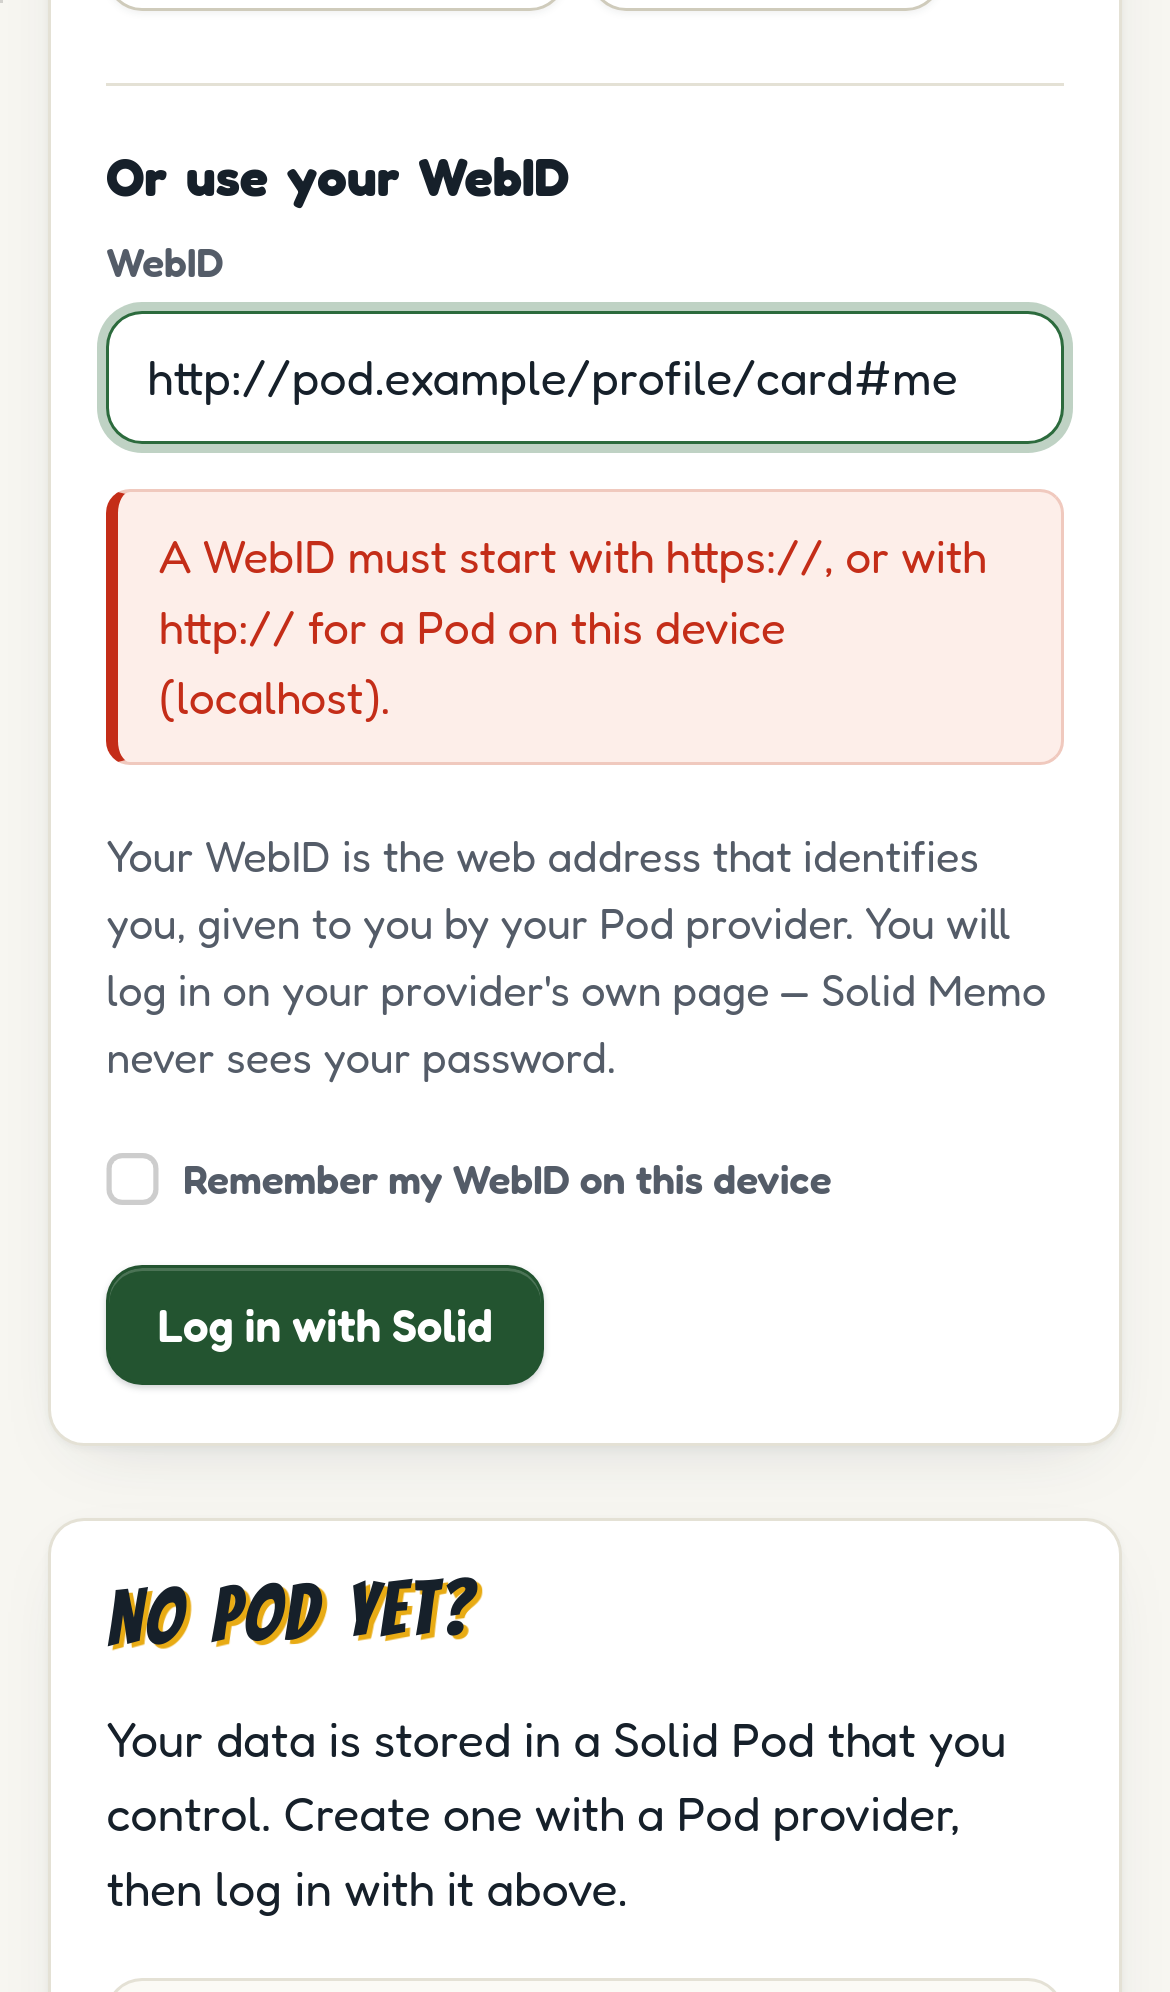 Or use your WebID
WebID
http://pod.example/profile/card#me
A WebID must start with https://, or with
http:// for a Pod on this device
(localhost).
Your WebID is the web address that identifies
you, given to you by your Pod provider. You will
log in on your provider's own page — Solid Memo
never sees your password.
Remember my WebID on this device
Log in with Solid
NO POD YET?
Your data is stored in a Solid Pod that you
control. Create one with a Pod provider,
then log in with it above.